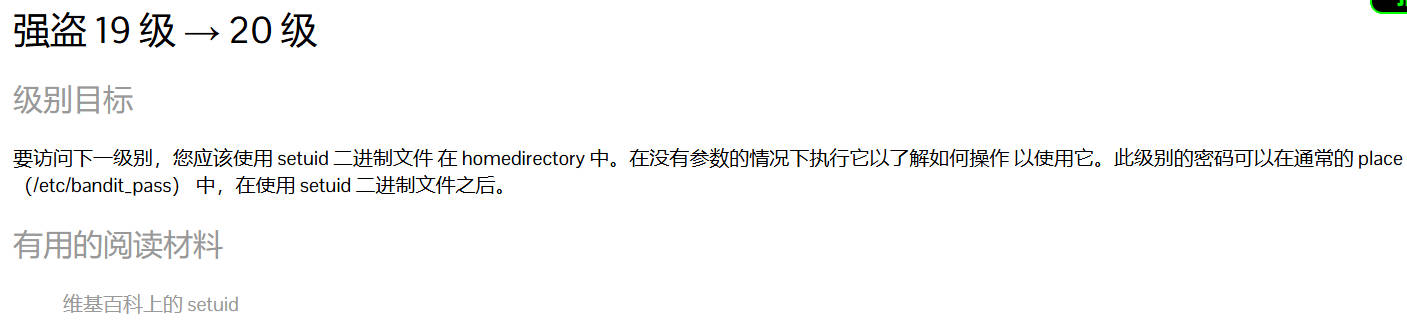 强盗 19 级 → 20 级
级别目标
要访问下一级别，您应该使用 setuid 二进制文件 在 homedirectory 中。在没有参数的情况下执行它以了解如何操作 以使用它。此级别的密码可以在通常的 place
（/etc/bandit_pass） 中，在使用 setuid 二进制文件之后。
有用的阅读材料
维基百科上的 setuid